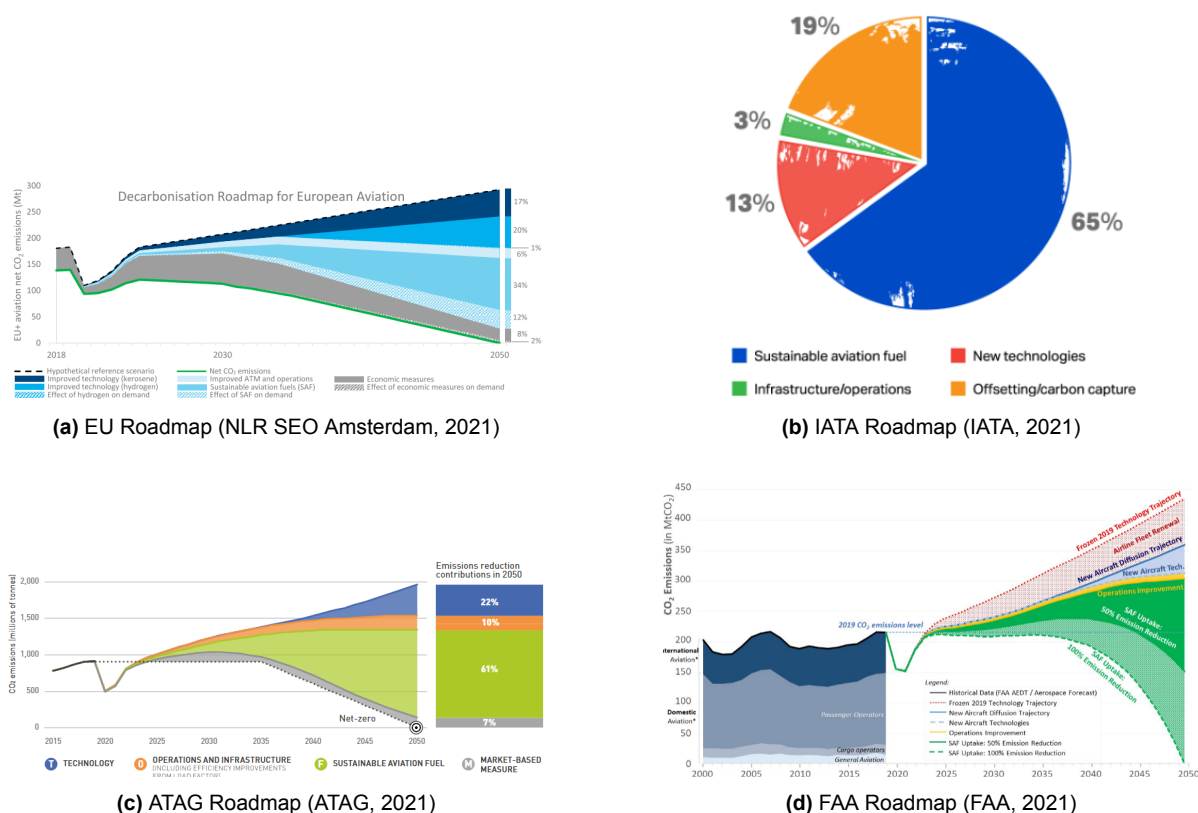 Decarbonisation Roadmap for European Aviation
EU+ aviation net CO2 emissions (Mt)
300
250
200
150
100
50
0
2018
2030
2050
17%
20%
1%
6%
34%
12%
8%
2%
Hypothetical reference scenario
Improved technology (kerosene)
Improved technology (hydrogen)
Effect of hydrogen on demand
Net CO2 emissions
Improved ATM and operations
Sustainable aviation fuels (SAF)
Effect of SAF on demand
Economic measures
Effect of economic measures on demand
(a) EU Roadmap (NLR SEO Amsterdam, 2021)
19%
3%
13%
65%
Sustainable aviation fuel
New technologies
Infrastructure/operations
Offsetting/carbon capture
(b) IATA Roadmap (IATA, 2021)
CO2 emissions (millions of tonnes)
2,000
1,500
1,000
500
0
2015
2020
2025
2030
2035
2040
2045
2050
Net-zero
Emissions reduction
contributions in 2050
22%
10%
61%
7%
T TECHNOLOGY
O OPERATIONS AND INFRASTRUCTURE
(INCLUDING EFFICIENCY IMPROVEMENTS
FROM LOAD FACTOR)
F SUSTAINABLE AVIATION FUEL
M MARKET-BASED
MEASURE
(c) ATAG Roadmap (ATAG, 2021)
CO2 Emissions (in MtCO2)
450
400
350
300
250
200
150
100
50
0
2000
2005
2010
2015
2020
2025
2030
2035
2040
2045
2050
nternational
Aviation*
Domestic
Aviation*
2019 CO2 emissions level
Passenger Operators
Cargo operators
General Aviation
Frozen 2019 Technology Trajectory
Airline Fleet Renewal
New Aircraft Diffusion Trajectory
New Aircraft Tech.
Operations Improvement
SAF Uptake:
50% Emission Reduction
SAF Uptake:
100% Emission Reduction
Legend:
Historical Data (FAA AEDT / Aerospace Forecast)
Frozen 2019 Technology Trajectory
New Aircraft Diffusion Trajectory
New Aircraft Technologies
Operations Improvement
SAF Uptake: 50% Emission Reduction
SAF Uptake: 100% Emission Reduction
(d) FAA Roadmap (FAA, 2021)